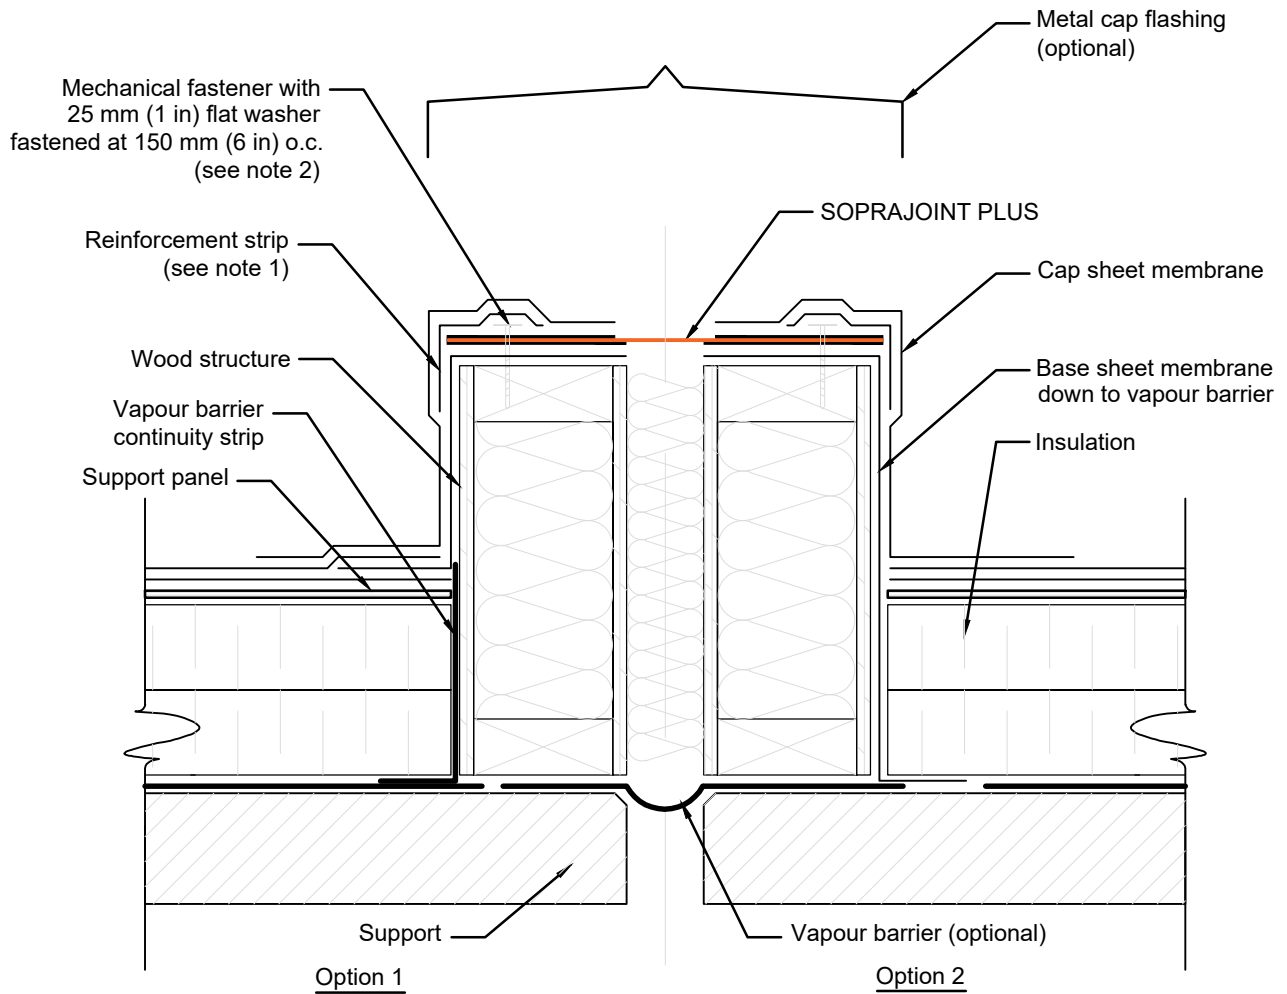 Metal cap flashing
(optional)
Mechanical fastener with
25 mm (1 in) flat washer
fastened at 150 mm (6 in) o.c.
(see note 2)
SOPRAJOINT PLUS
Reinforcement strip
(see note 1)
Cap sheet membrane
Wood structure
Base sheet membrane
down to vapour barrier
Vapour barrier
continuity strip
Insulation
Support panel
Support
Vapour barrier (optional)
Option 1
Option 2